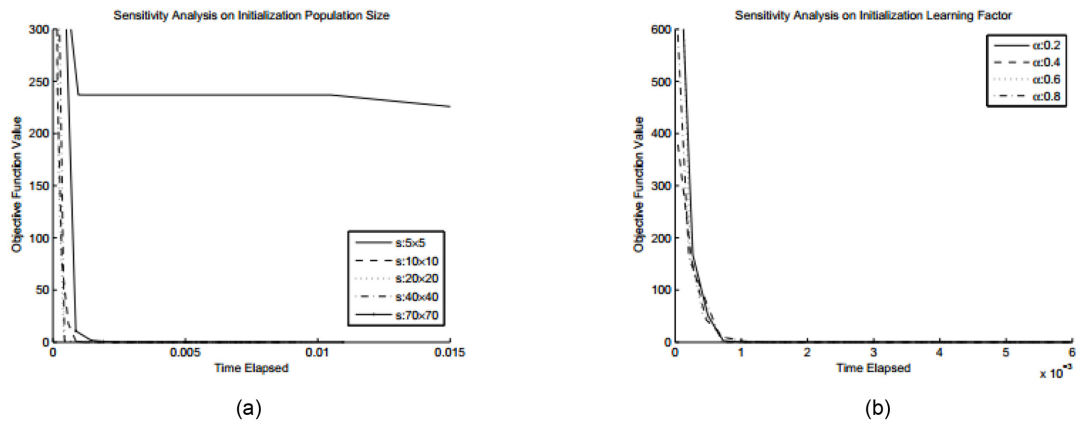 Sensitivity Analysis on Initialization Population Size
300
250
200
150
100
50
0
Objective Function Value
s:5×5
s:10×10
s:20×20
s:40×40
s:70×70
0 0.005 0.01 0.015
Time Elapsed
(a)
Sensitivity Analysis on Initialization Learning Factor
600
500
400
300
200
100
0
Objective Function Value
α:0.2
α:0.4
α:0.6
α:0.8
0 1 2 3 4 5 6
Time Elapsed
x 10⁻³
(b)